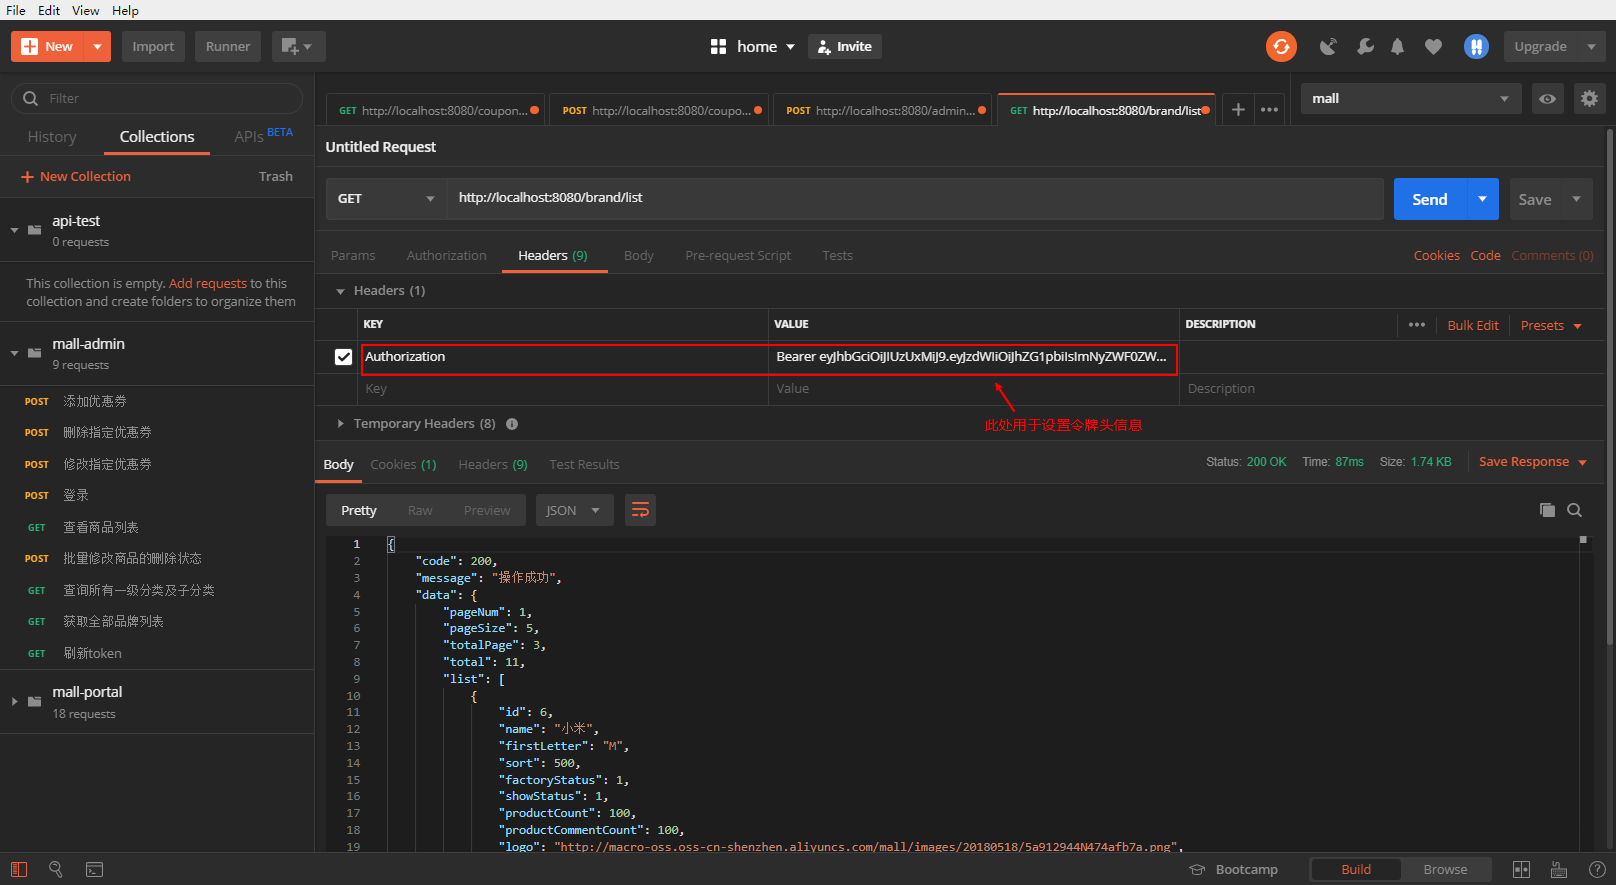 File Edit View Help
New Import Runner home Invite Upgrade
Filter
History Collections APIs BETA
New Collection Trash
api-test
0 requests
This collection is empty. Add requests to this
collection and create folders to organize them
mall-admin
9 requests
POST 添加优惠券
POST 删除指定优惠券
POST 修改指定优惠券
POST 登录
GET 查看商品列表
POST 批量修改商品的删除状态
GET 查询所有一级分类及子分类
GET 获取全部品牌列表
GET 刷新token
mall-portal
18 requests
GET http://localhost:8080/coupon... POST http://localhost:8080/coupo... POST http://localhost:8080/admin... GET http://localhost:8080/brand/list mall
Untitled Request
GET http://localhost:8080/brand/list Send Save
Params Authorization Headers (9) Body Pre-request Script Tests Cookies Code Comments (0)
Headers (1)
KEY VALUE DESCRIPTION Bulk Edit Presets
Authorization Bearer eyJhbGciOiJIUzUxMiJ9.eyJzdWIiOiJhZG1pbiIsImNyZWF0ZW...
Key Value Description
Temporary Headers (8)
此处用于设置令牌头信息
Body Cookies (1) Headers (9) Test Results Status: 200 OK Time: 87ms Size: 1.74 KB Save Response
Pretty Raw Preview JSON
1 {
2 "code": 200,
3 "message": "操作成功",
4 "data": {
5 "pageNum": 1,
6 "pageSize": 5,
7 "totalPage": 3,
8 "total": 11,
9 "list": [
10 {
11 "id": 6,
12 "name": "小米",
13 "firstLetter": "M",
14 "sort": 500,
15 "factoryStatus": 1,
16 "showStatus": 1,
17 "productCount": 100,
18 "productCommentCount": 100,
19 "logo": "http://macro-oss.oss-cn-shenzhen.aliyuncs.com/mall/images/20180518/5a912944N474afb7a.png",
Bootcamp Build Browse